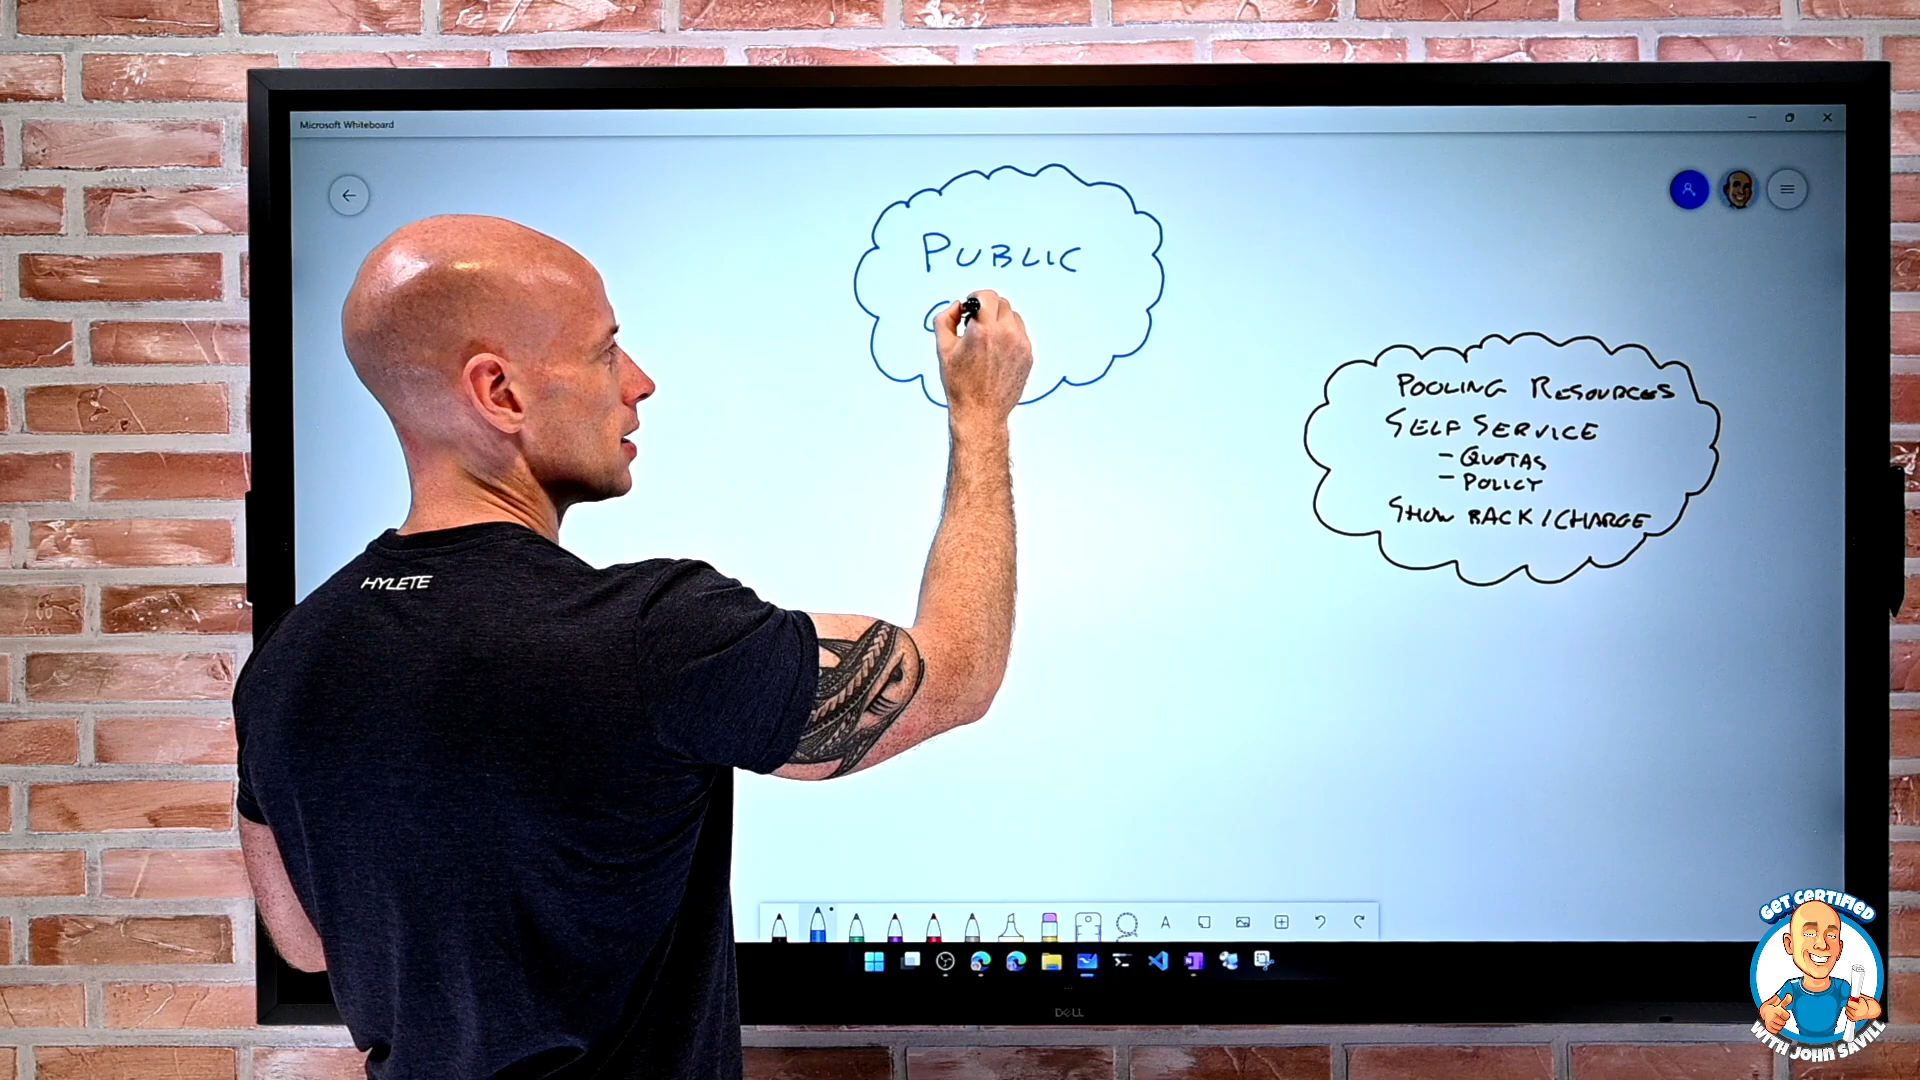 Microsoft Whiteboard
PUBLIC
POOLING RESOURCES
SELF SERVICE
- QUOTAS
- POLICY
SHOW BACK/CHARGE
HYLETE
DELL
GET CERTIFIED
WITH JOHN SAVILL